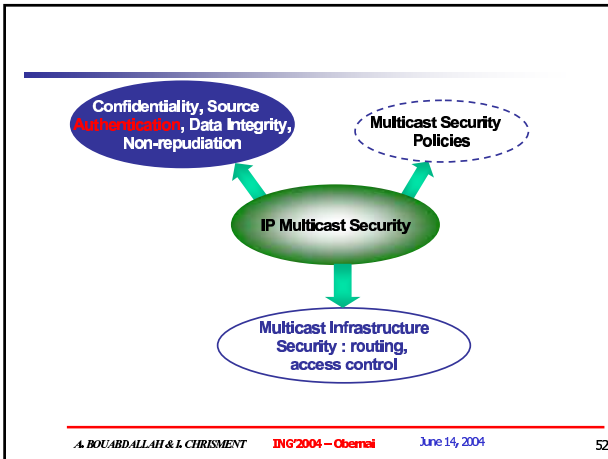 Confidentiality, Source
Authentication, Data Integrity,
Non-repudiation
Multicast Security
Policies
IP Multicast Security
Multicast Infrastructure
Security : routing,
access control
A. BOUABDALLAH & I. CHRISMENT ING'2004 – Obernai June 14, 2004 52